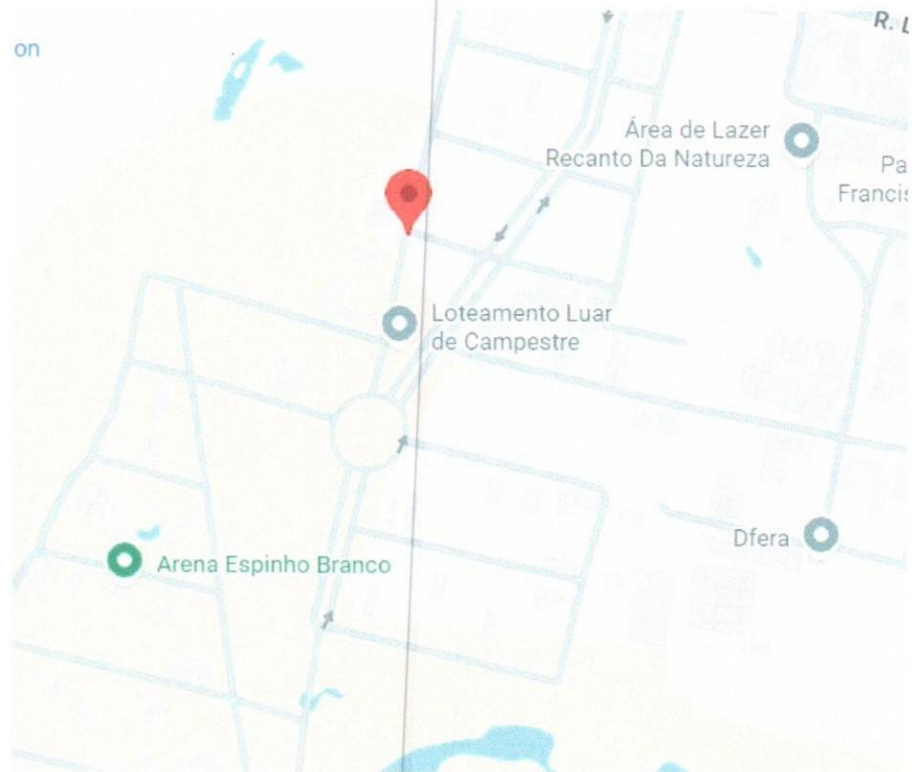 on
R. L
Área de Lazer
Recanto Da Natureza
Pa
Francis
Loteamento Luar
de Campestre
Dfera
Arena Espinho Branco